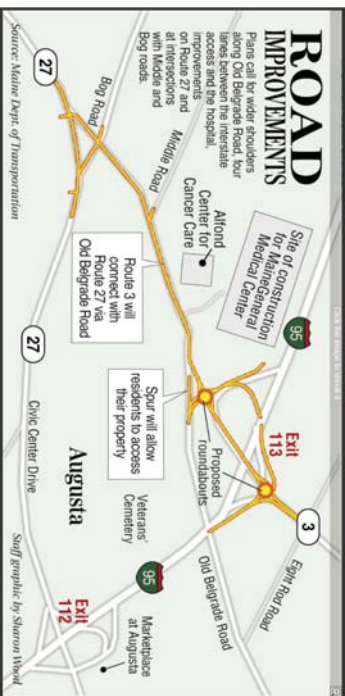 ROAD
IMPROVEMENTS
Plans call for wider shoulders
along Old Belgrade Road, four
lanes between the interstate
access and the hospital,
improvements
on Route 27 and
at intersections
with Middle and
Bog roads.
Site of construction
for MaineGeneral
Medical Center
95
Exit
113
3
Eight Rod Road
Alfond
Center for
Cancer Care
Proposed
roundabouts
Old Belgrade Road
Middle Road
Spur will allow
residents to access
their property
Veterans'
Cemetery
Route 3 will
connect with
Route 27 via
Old Belgrade Road
27
Bog Road
Augusta
95
Marketplace
at Augusta
Exit
112
27
Civic Center Drive
Source: Maine Dept. of Transportation
Staff graphic by Sharon Wood